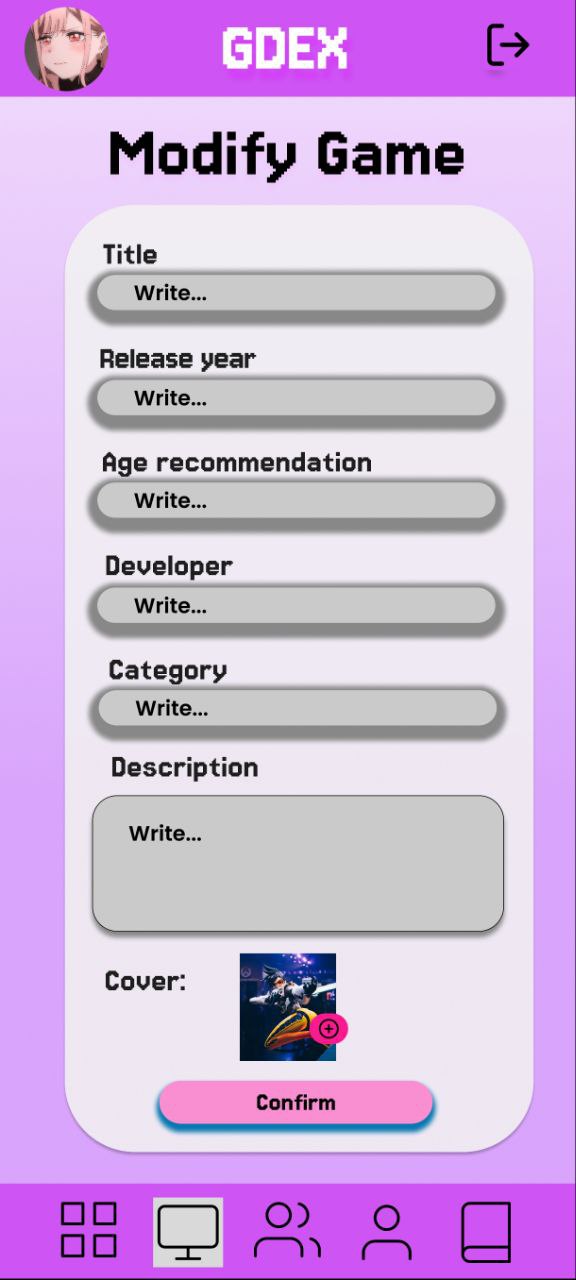 GDEX
Modify Game
Title
Write...
Release year
Write...
Age recommendation
Write...
Developer
Write...
Category
Write...
Description
Write...
Cover:
Confirm